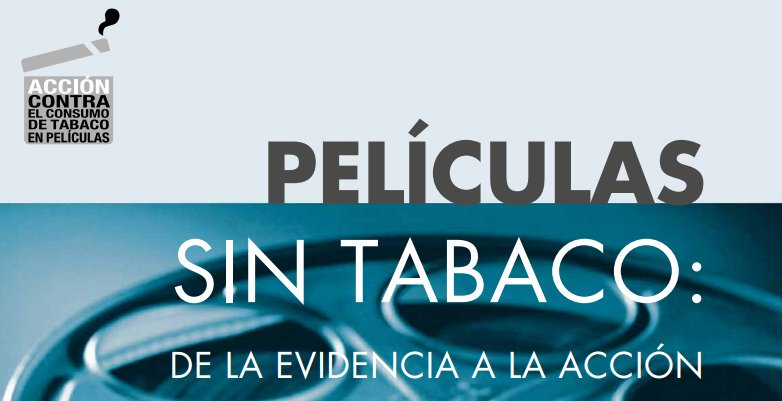 ACCIÓN
CONTRA
EL CONSUMO
DE TABACO
EN PELÍCULAS
PELÍCULAS
SIN TABACO:
DE LA EVIDENCIA A LA ACCIÓN